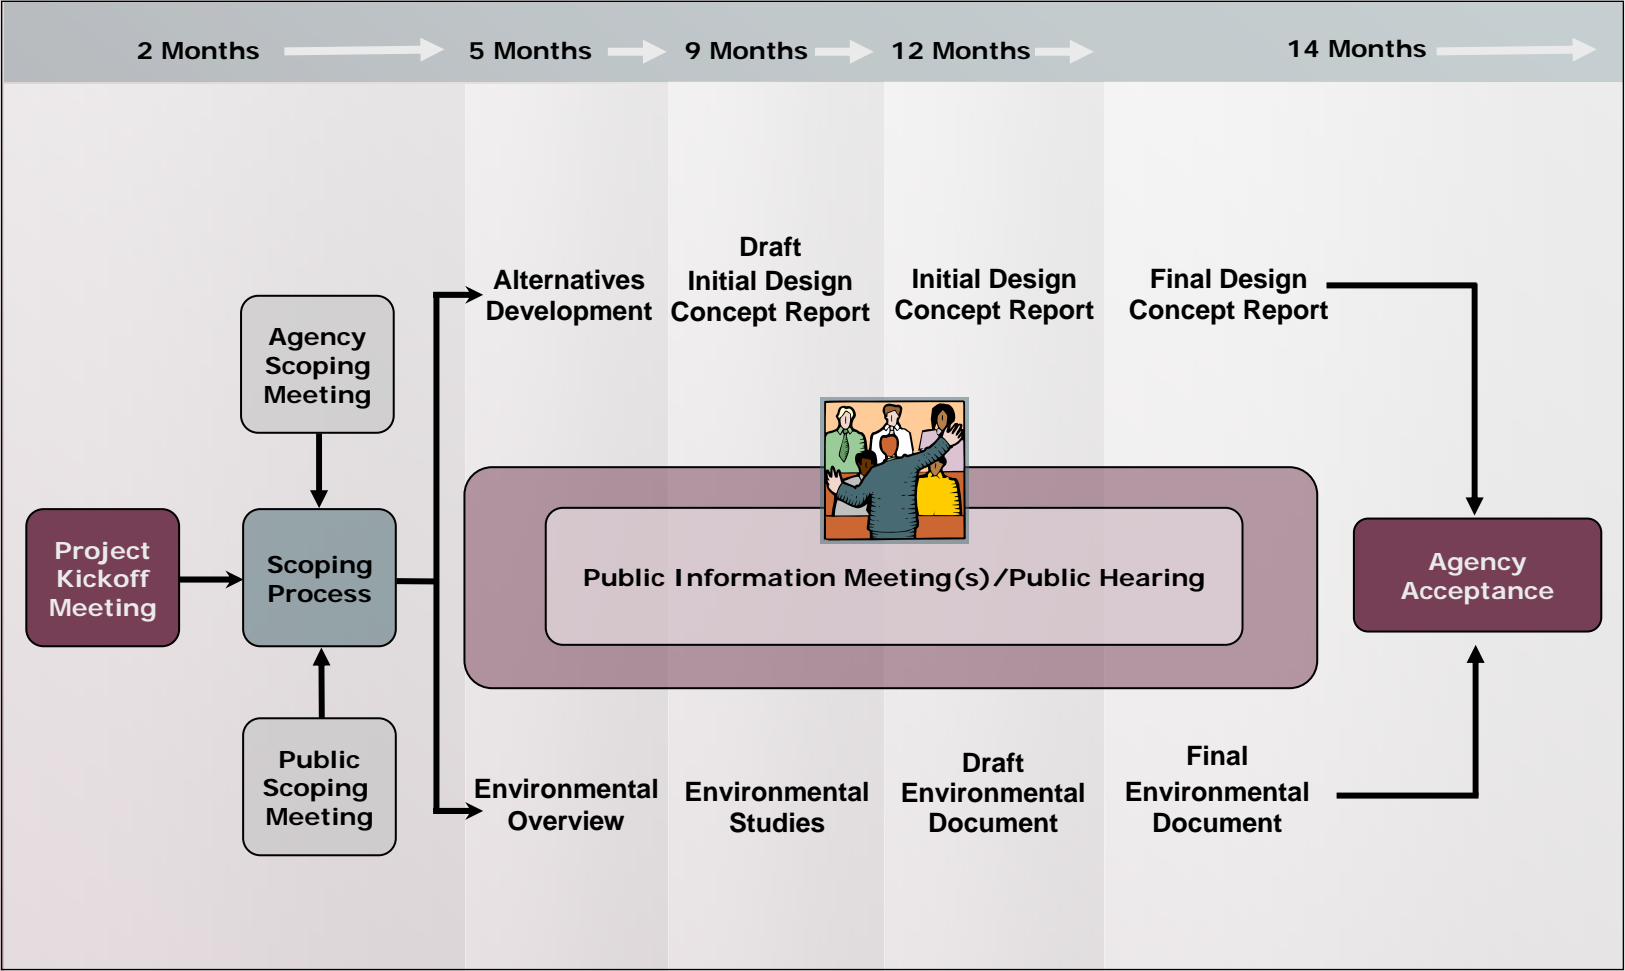 2 Months
5 Months
9 Months
12 Months
14 Months
Alternatives
Development
Draft
Initial Design
Concept Report
Initial Design
Concept Report
Final Design
Concept Report
Agency
Scoping
Meeting
Project
Kickoff
Meeting
Scoping
Process
Public Information Meeting(s)/Public Hearing
Agency
Acceptance
Public
Scoping
Meeting
Environmental
Overview
Environmental
Studies
Draft
Environmental
Document
Final
Environmental
Document